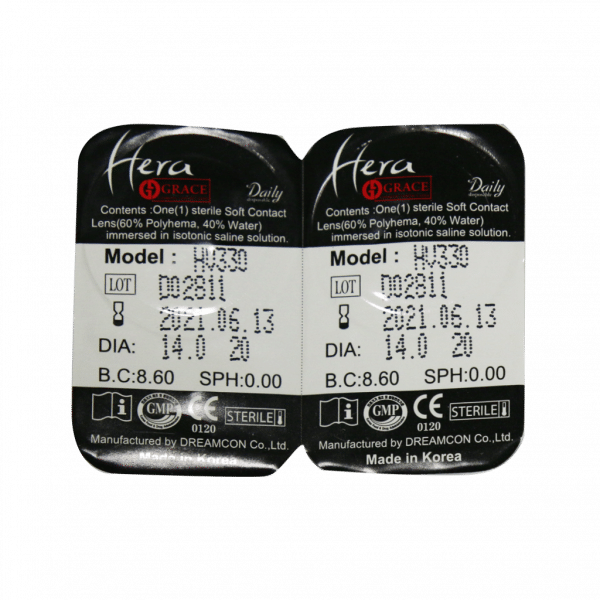 Hera
GRACE
Daily
disposable
Contents :One(1) sterile Soft Contact
Lens(60% Polyhema, 40% Water)
immersed in isotonic saline solution.
Model : HV330
LOT D02811
2021.06.13
DIA: 14.0 20
B.C:8.60 SPH:0.00
GMP CE 0120 STERILE
Manufactured by DREAMCON Co.,Ltd.
Made in Korea
Hera
GRACE
Daily
disposable
Contents :One(1) sterile Soft Contact
Lens(60% Polyhema, 40% Water)
immersed in isotonic saline solution.
Model : HV330
LOT D02811
2021.06.13
DIA: 14.0 20
B.C:8.60 SPH:0.00
GMP CE 0120 STERILE
Manufactured by DREAMCON Co.,Ltd.
Made in Korea